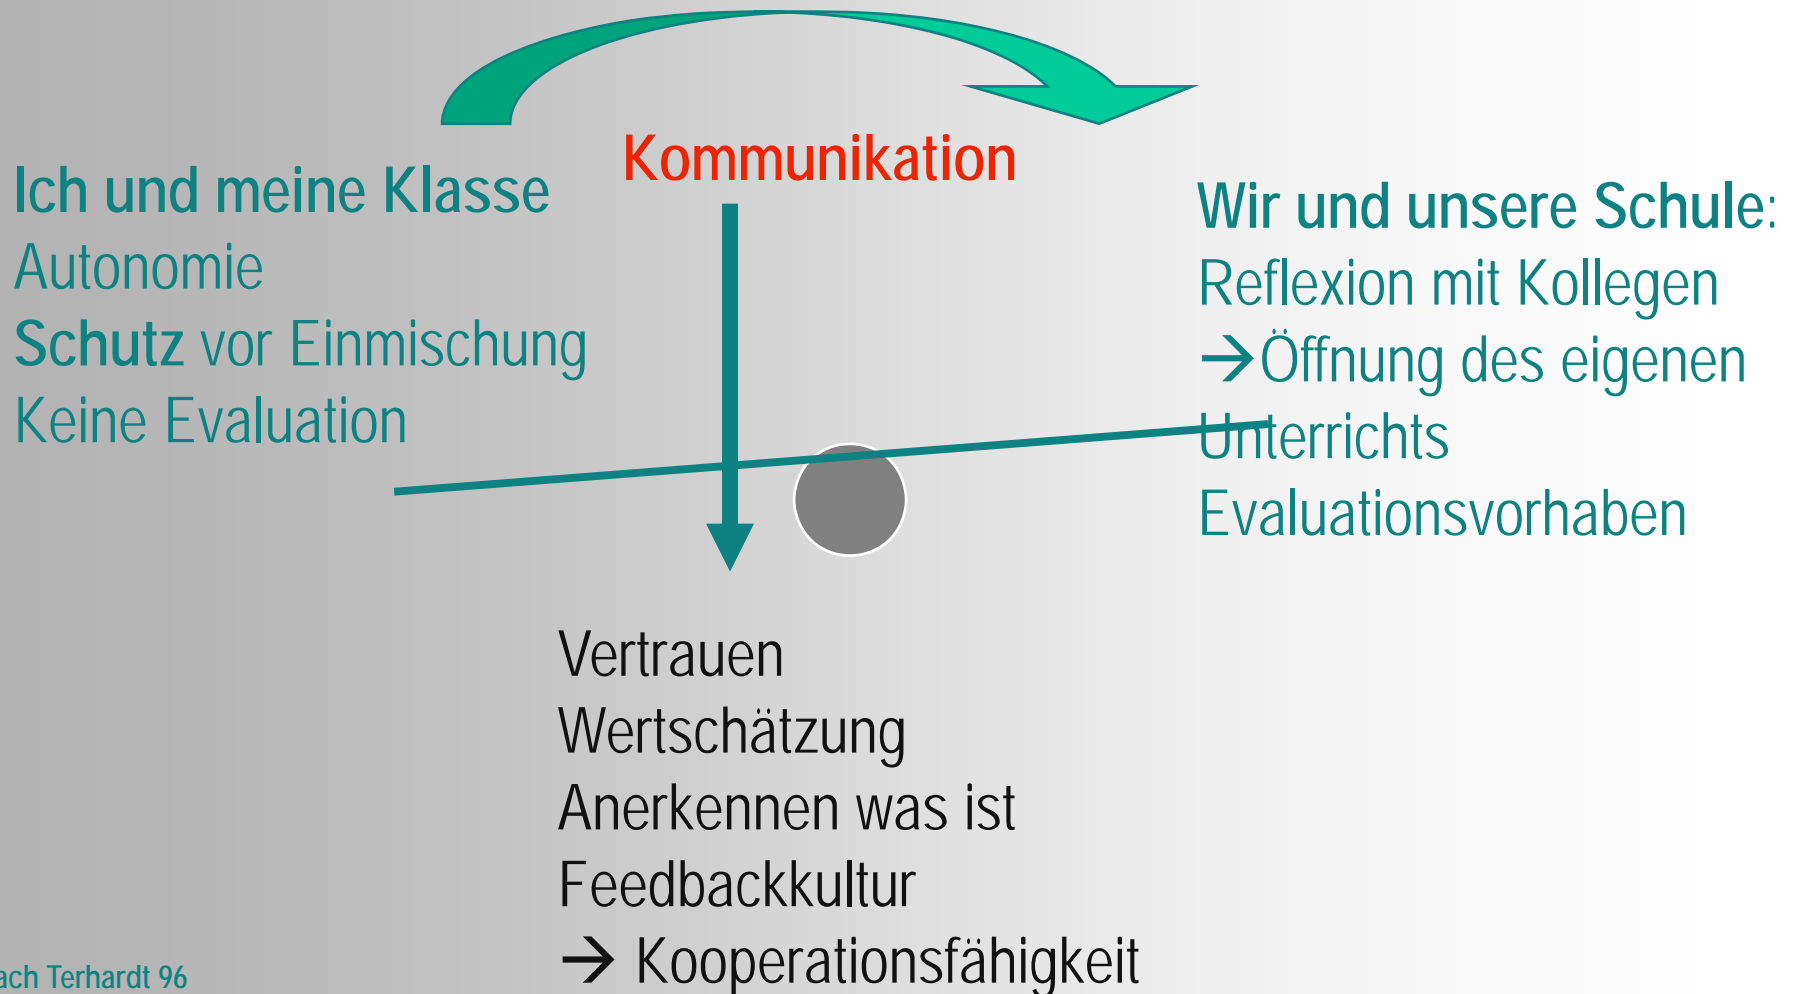 Kommunikation
Ich und meine Klasse
Autonomie
Schutz vor Einmischung
Keine Evaluation
Wir und unsere Schule:
Reflexion mit Kollegen
→Öffnung des eigenen
Unterrichts
Evaluationsvorhaben
Vertrauen
Wertschätzung
Anerkennen was ist
Feedbackkultur
→ Kooperationsfähigkeit
ach Terhardt 96